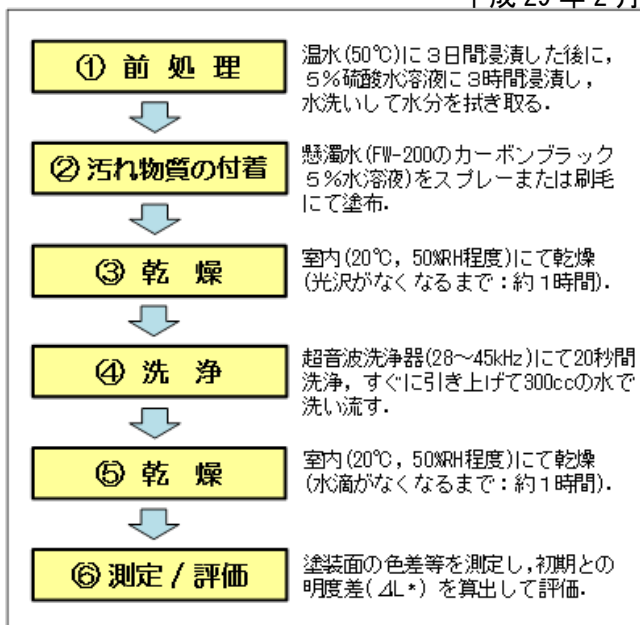 平成 29 年 2 月
① 前 処 理
温水(50℃)に３日間浸漬した後に，
５％硫酸水溶液に３時間浸漬し，
水洗いして水分を拭き取る．
② 汚れ物質の付着
懸濁水(FW-200のカーボンブラック
５％水溶液)をスプレーまたは刷毛
にて塗布．
③ 乾 燥
室内(20℃，50%RH程度)にて乾燥
(光沢がなくなるまで：約１時間)．
④ 洗 浄
超音波洗浄器(28～45kHz)にて20秒間
洗浄，すぐに引き上げて300ccの水で
洗い流す．
⑤ 乾 燥
室内(20℃，50%RH程度)にて乾燥
(水滴がなくなるまで：約１時間)．
⑥ 測定 / 評価
塗装面の色差等を測定し，初期との
明度差(⊿L*) を算出して評価．